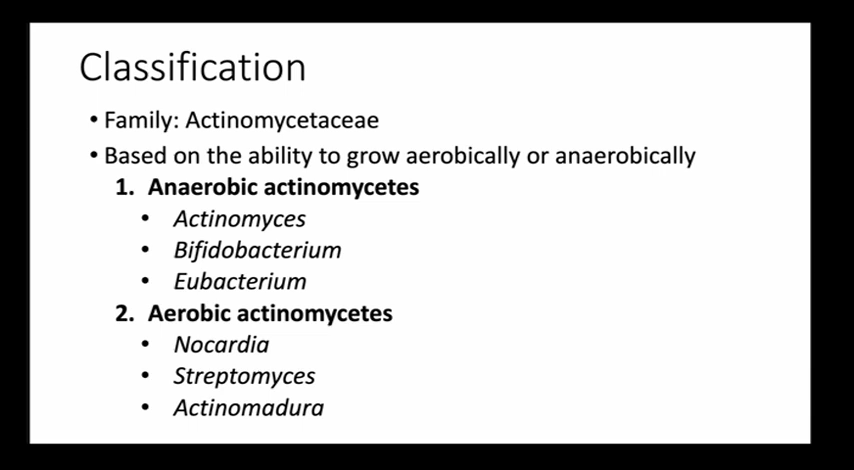 Classification
• Family: Actinomycetaceae
• Based on the ability to grow aerobically or anaerobically
1. Anaerobic actinomycetes
• Actinomyces
• Bifidobacterium
• Eubacterium
2. Aerobic actinomycetes
• Nocardia
• Streptomyces
• Actinomadura